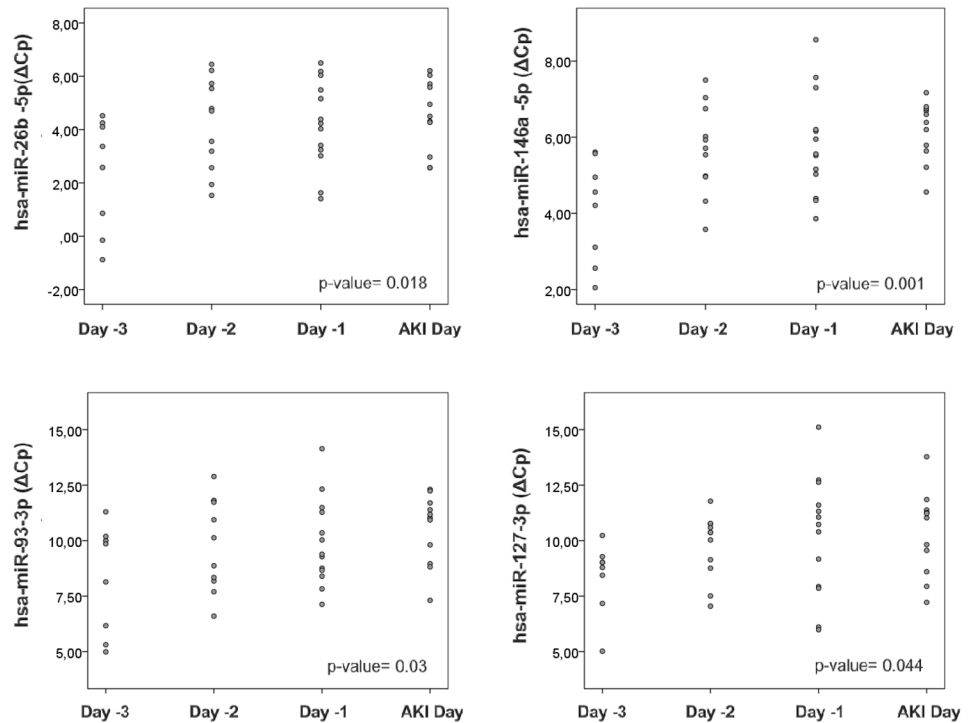 hsa-miR-26b -5p(ΔCp)
8,00
6,00
4,00
2,00
,00
-2,00
p-value= 0.018
Day -3 Day -2 Day -1 AKI Day
hsa-miR-146a -5p (ΔCp)
8,00
6,00
4,00
2,00
p-value= 0.001
Day -3 Day -2 Day -1 AKI Day
hsa-miR-93-3p (ΔCp)
15,00
12,50
10,00
7,50
5,00
p-value= 0.03
Day -3 Day -2 Day -1 AKI Day
hsa-miR-127-3p (ΔCp)
15,00
12,50
10,00
7,50
5,00
p-value= 0.044
Day -3 Day -2 Day -1 AKI Day